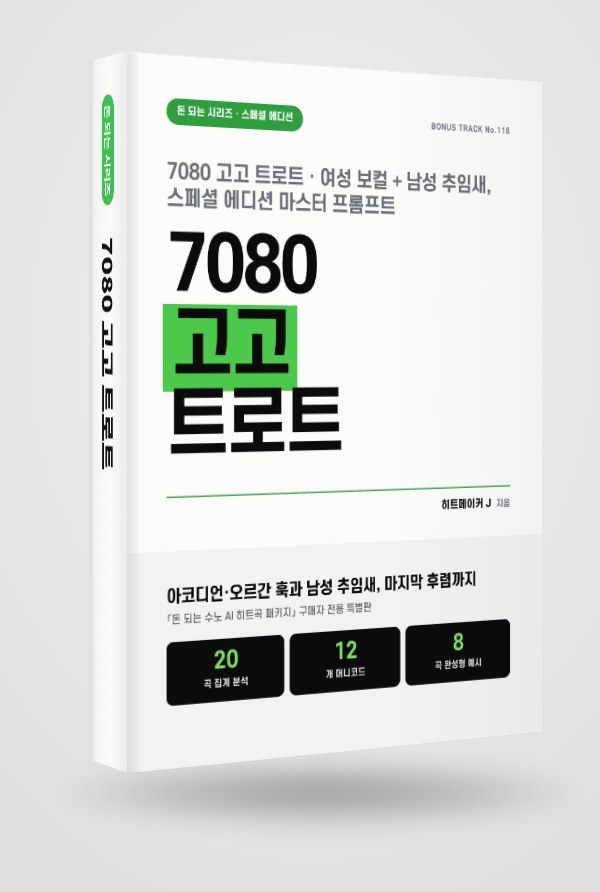 돈 되는 시리즈
7080 고고 트로트
돈 되는 시리즈 · 스페셜 에디션
BONUS TRACK No.118
7080 고고 트로트 · 여성 보컬 + 남성 추임새,
스페셜 에디션 마스터 프롬프트
7080
고고
트로트
히트메이커 J 지음
아코디언·오르간 훅과 남성 추임새, 마지막 후렴까지
『돈 되는 수노 AI 히트곡 패키지』 구매자 전용 특별판
20
곡 집계 분석
12
개 머니코드
8
곡 완성형 예시